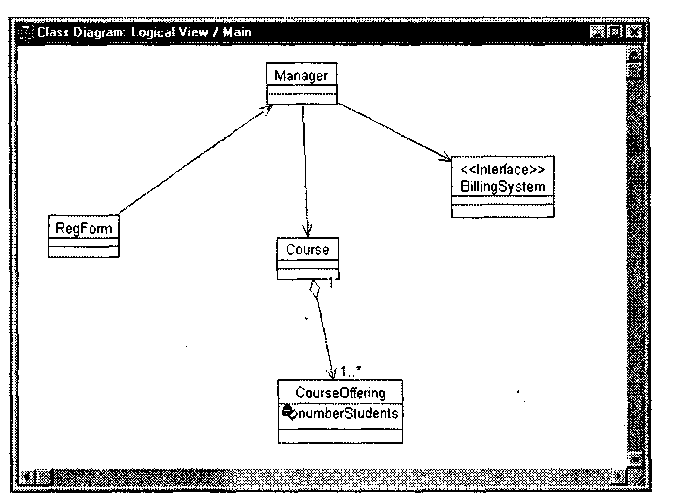 Class Diagram: Logical View / Main
Manager
<<Interface>>
BillingSystem
RegForm
Course
1
1..*
CourseOffering
numberStudents